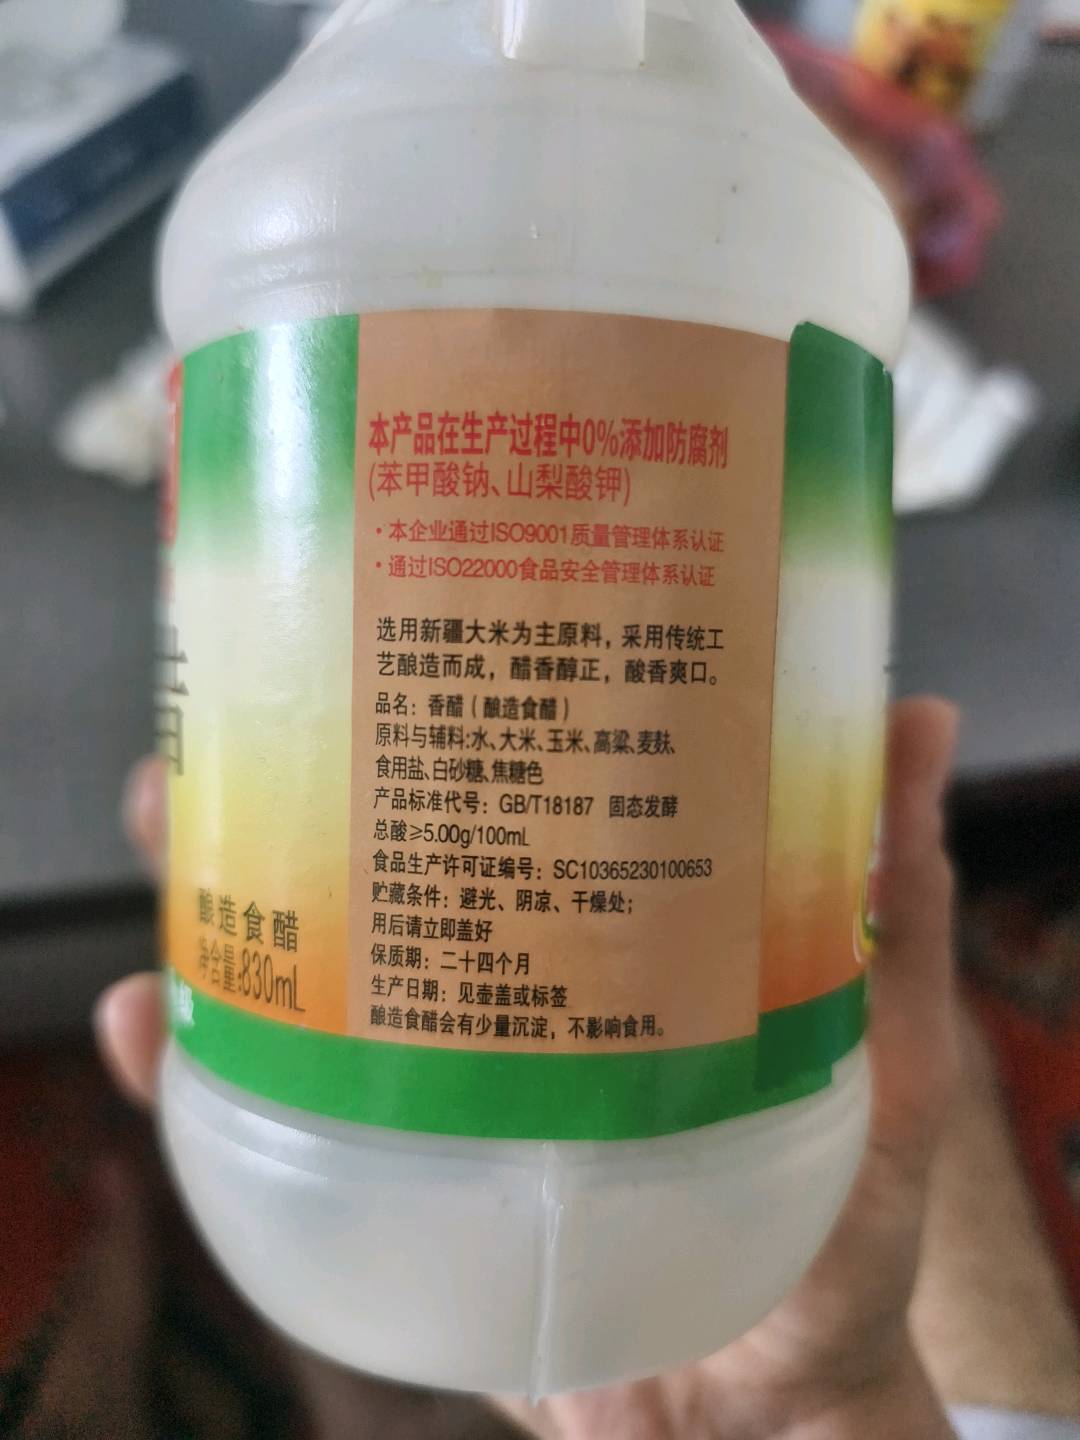 本产品在生产过程中0%添加防腐剂
(苯甲酸钠、山梨酸钾)
·本企业通过ISO9001质量管理体系认证
·通过ISO22000食品安全管理体系认证
选用新疆大米为主原料，采用传统工
艺酿造而成，醋香醇正，酸香爽口。
品名：香醋（酿造食醋）
原料与辅料:水、大米、玉米、高粱、麦麸、
食用盐、白砂糖、焦糖色
产品标准代号：GB/T18187 固态发酵
总酸≥5.00g/100mL
食品生产许可证编号：SC10365230100653
贮藏条件：避光、阴凉、干燥处；
用后请立即盖好
保质期：二十四个月
生产日期：见壶盖或标签
酿造食醋会有少量沉淀，不影响食用。
酿造食醋
净含量:830mL